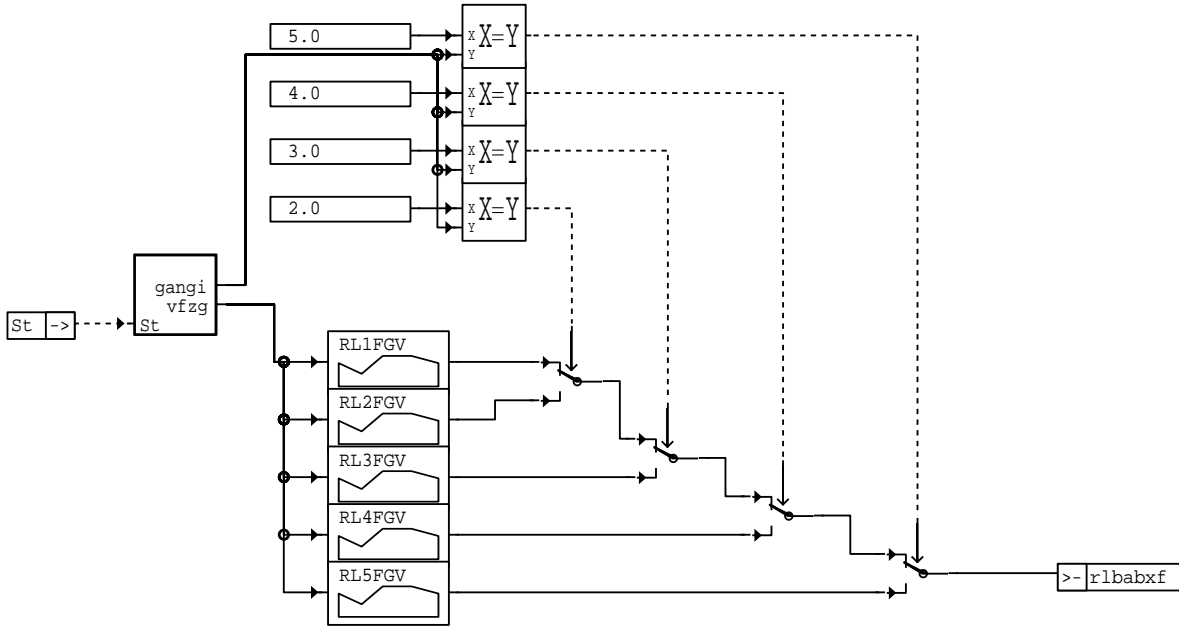 5.0
X X=Y
Y
4.0
X X=Y
Y
3.0
X X=Y
Y
2.0
X X=Y
Y
gangi
vfzg
St -> St
RL1FGV
RL2FGV
RL3FGV
RL4FGV
RL5FGV
>- rlbabxf